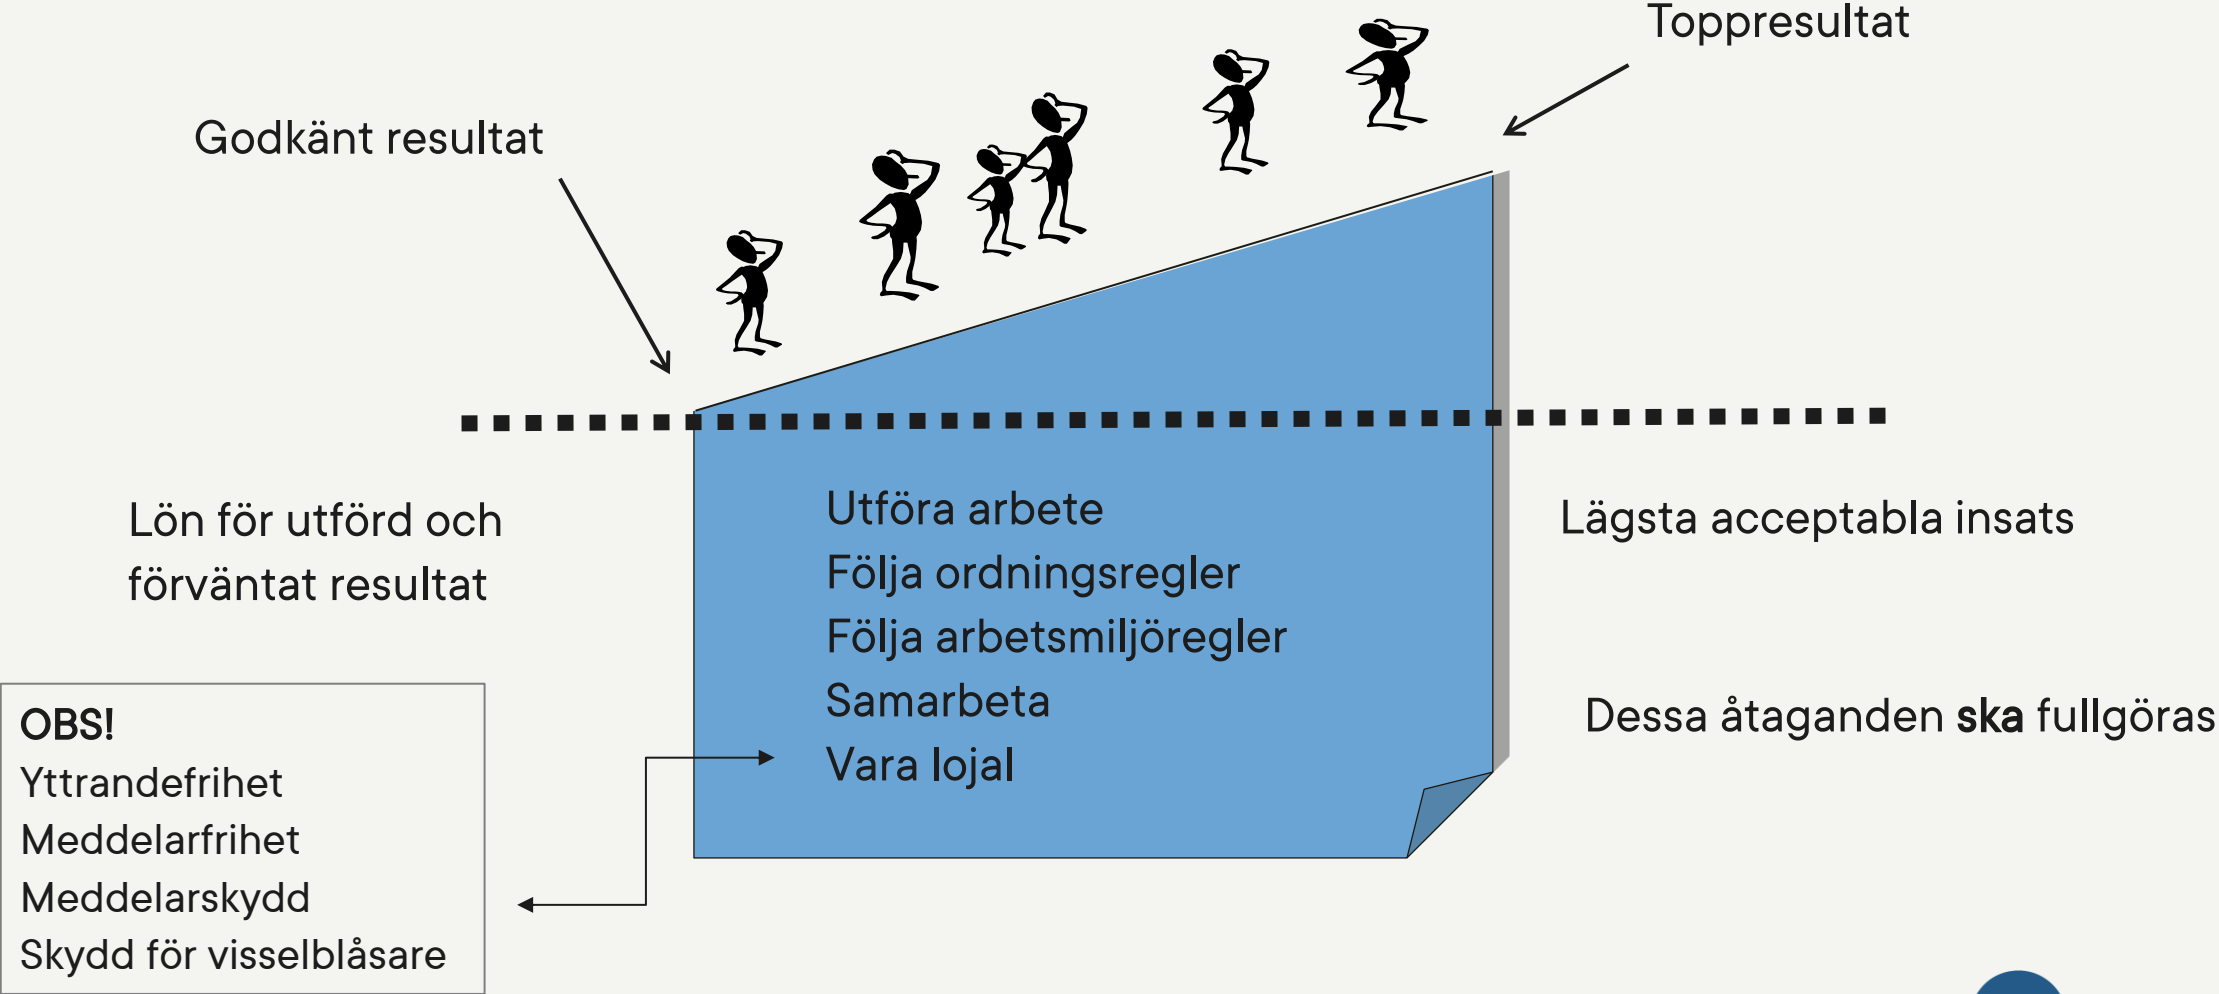 Toppresultat
Godkänt resultat
Lön för utförd och
förväntat resultat
Utföra arbete
Följa ordningsregler
Följa arbetsmiljöregler
Samarbeta
Vara lojal
Lägsta acceptabla insats
Dessa åtaganden ska fullgöras
OBS!
Yttrandefrihet
Meddelarfrihet
Meddelarskydd
Skydd för visselblåsare